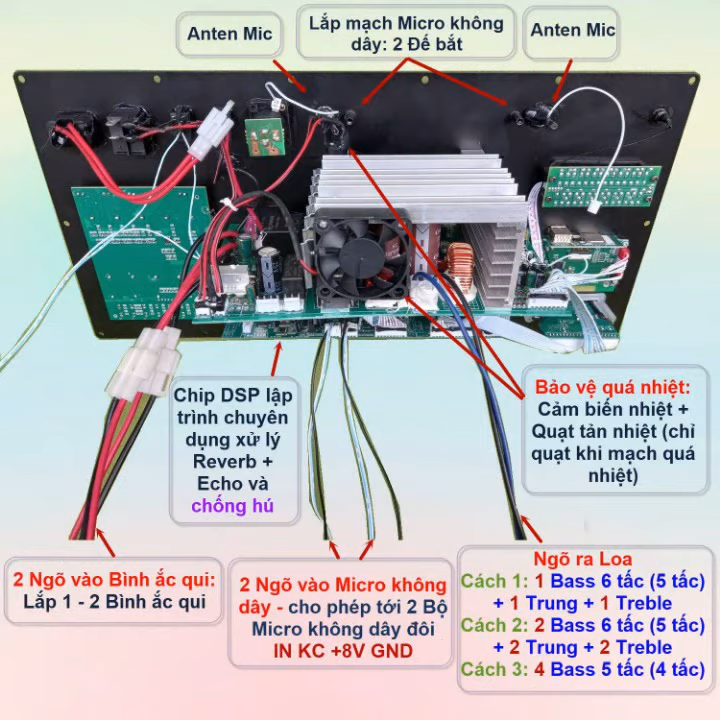 Anten Mic
Lắp mạch Micro không
dây: 2 Đế bắt
Anten Mic
Chip DSP lập
trình chuyên
dụng xử lý
Reverb +
Echo và
chống hú
Bảo vệ quá nhiệt:
Cảm biến nhiệt +
Quạt tản nhiệt (chỉ
quạt khi mạch quá
nhiệt)
2 Ngõ vào Bình ắc qui:
Lắp 1 - 2 Bình ắc qui
2 Ngõ vào Micro không
dây - cho phép tới 2 Bộ
Micro không dây đôi
IN KC +8V GND
Ngõ ra Loa
Cách 1: 1 Bass 6 tấc (5 tấc)
+ 1 Trung + 1 Treble
Cách 2: 2 Bass 6 tấc (5 tấc)
+ 2 Trung + 2 Treble
Cách 3: 4 Bass 5 tấc (4 tấc)